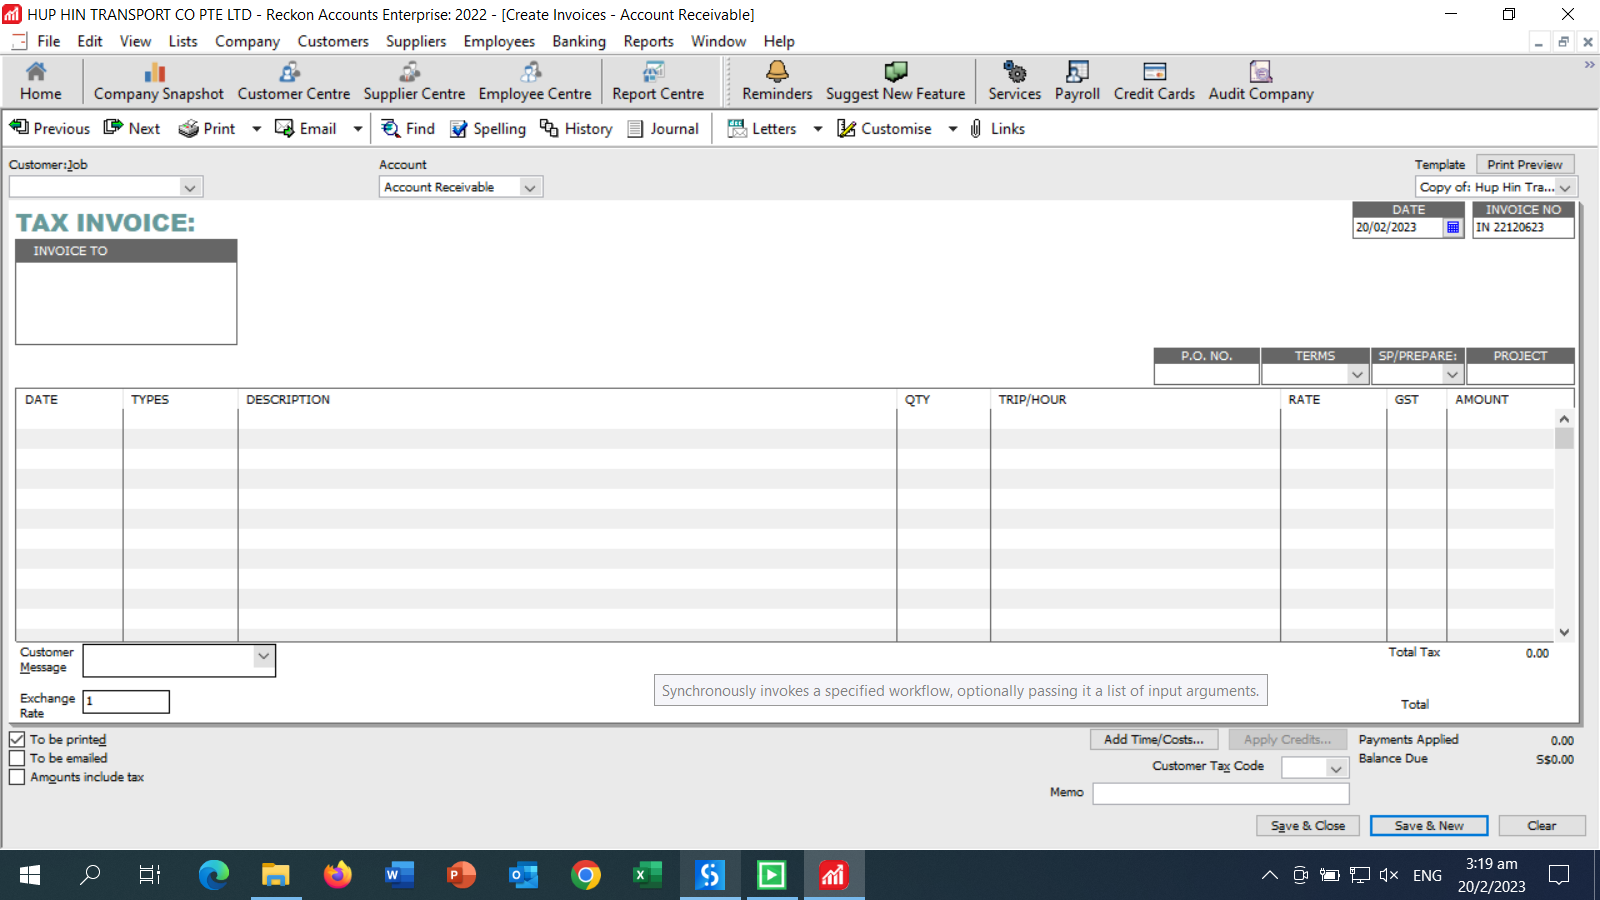 HUP HIN TRANSPORT CO PTE LTD - Reckon Accounts Enterprise: 2022 - [Create Invoices - Account Receivable]
File Edit View Lists Company Customers Suppliers Employees Banking Reports Window Help
Home Company Snapshot Customer Centre Supplier Centre Employee Centre Report Centre Reminders Suggest New Feature Services Payroll Credit Cards Audit Company
Previous Next Print Email Find Spelling History Journal Letters Customise Links
Customer:Job Account Template Print Preview
Account Receivable Copy of: Hup Hin Tra...
TAX INVOICE:
DATE INVOICE NO
20/02/2023 IN 22120623
INVOICE TO
P.O. NO. TERMS SP/PREPARE: PROJECT
DATE TYPES DESCRIPTION QTY TRIP/HOUR RATE GST AMOUNT
Customer Message
Total Tax 0.00
Synchronously invokes a specified workflow, optionally passing it a list of input arguments.
Exchange Rate 1
Total
To be printed
To be emailed
Amounts include tax
Add Time/Costs... Apply Credits... Payments Applied 0.00
Customer Tax Code Balance Due S$0.00
Memo
Save & Close Save & New Clear
ENG 3:19 am
20/2/2023